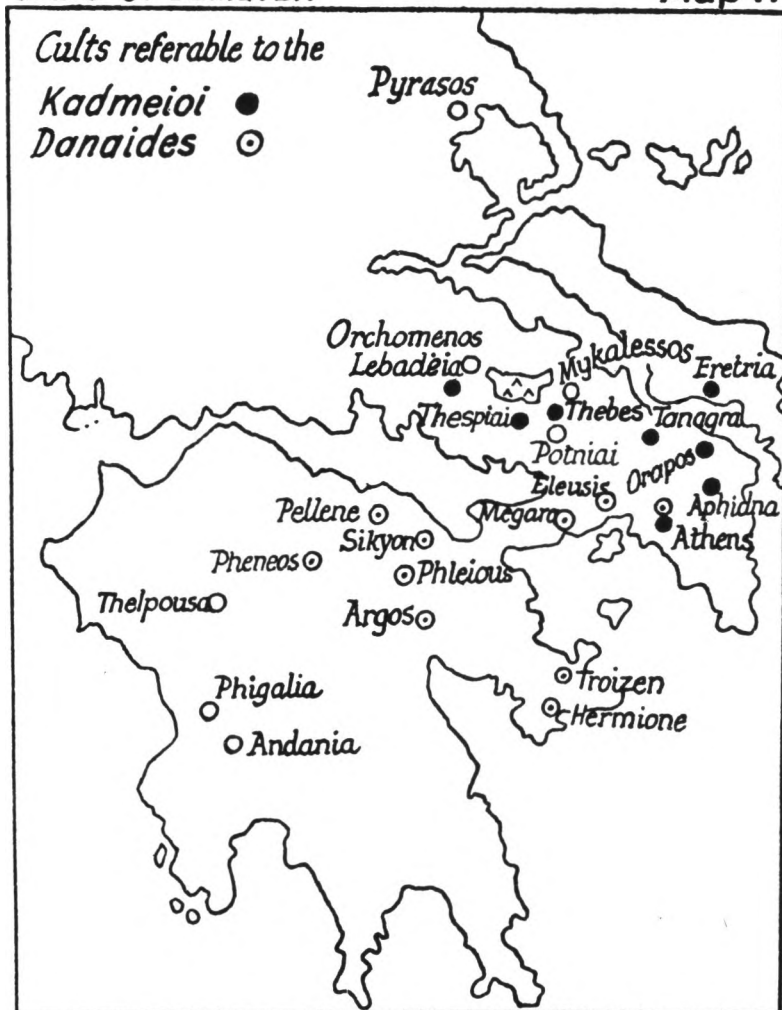 Cults referable to the
Kadmeioi
Danaides
Pyrasos
Orchomenos
Lebadeia
Mykalessos
Eretria
Thespiai
Thebes
Tanagra
Potniai
Oropos
Eleusis
Megara
Aphidna
Athens
Pellene
Sikyon
Pheneos
Phleious
Thelpousa
Argos
Troizen
Hermione
Phigalia
Andania